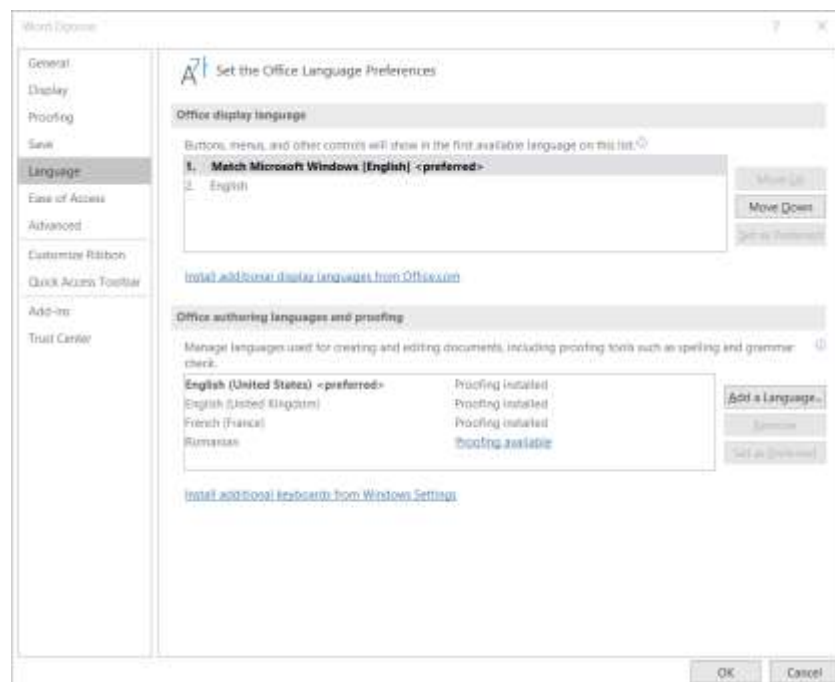 Word Options
General
Display
Proofing
Save
Language
Ease of Access
Advanced
Customize Ribbon
Quick Access Toolbar
Add-ins
Trust Center
Set the Office Language Preferences
Office display language
Buttons, menus, and other controls will show in the first available language on this list.
1. Match Microsoft Windows [English] <preferred>
2. English
Move Up
Move Down
Set as Preferred
Install additional display languages from Office.com
Office authoring languages and proofing
Manage languages used for creating and editing documents, including proofing tools such as spelling and grammar
check.
English (United States) <preferred> Proofing installed
English (United Kingdom) Proofing installed
French (France) Proofing installed
Romanian Proofing available
Add a Language...
Remove
Set as Preferred
Install additional keyboards from Windows Settings
OK Cancel